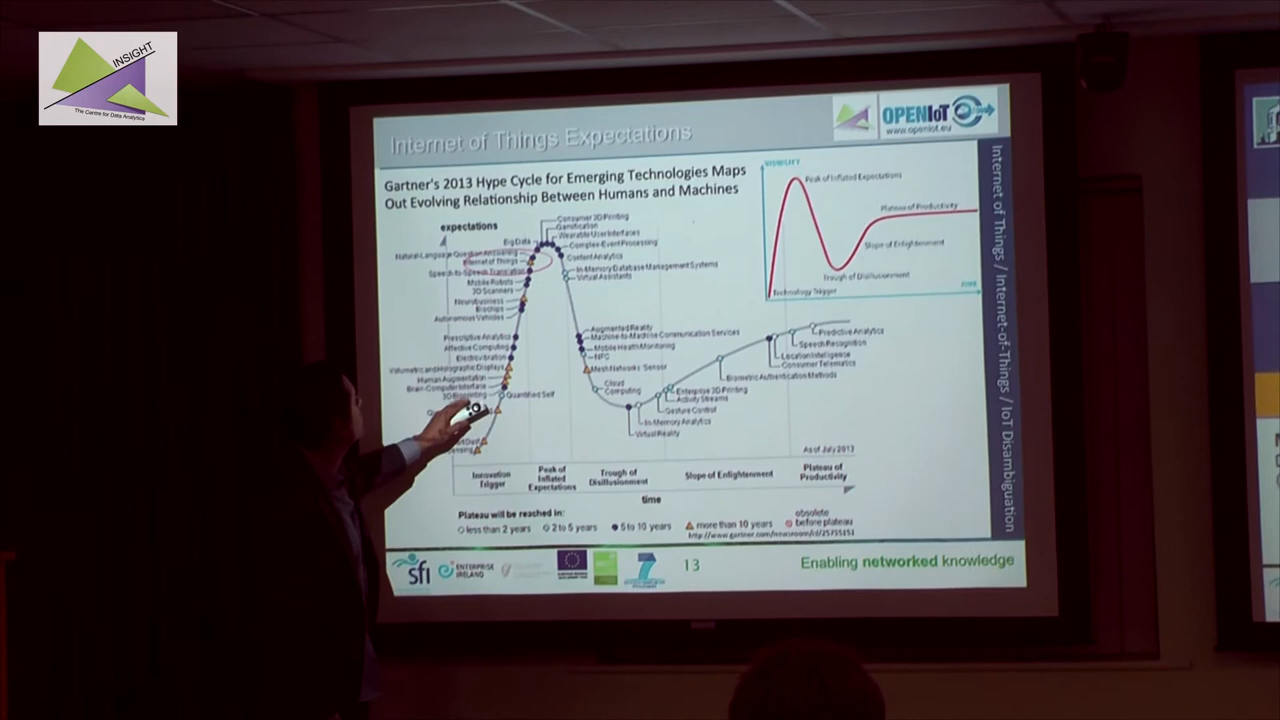 INSIGHT
The Centre for Data Analytics
Internet of Things Expectations
OPENIoT
www.openiot.eu
Gartner's 2013 Hype Cycle for Emerging Technologies Maps
Out Evolving Relationship Between Humans and Machines
expectations
Consumer 3D Printing
Gamification
Wearable User Interfaces
Big Data
Complex-Event Processing
Natural-Language Question Answering
Content Analytics
Internet of Things
In-Memory Database Management Systems
Speech-to-Speech Translation
Virtual Assistants
Mobile Robots
3D Scanners
Neurobusiness
Biochips
Autonomous Vehicles
Augmented Reality
Prescriptive Analytics
Machine-to-Machine Communication Services
Affective Computing
Mobile Health Monitoring
Electrovibration
NFC
Volumetric and Holographic Displays
Mesh Networks: Sensor
Human Augmentation
Brain-Computer Interface
Cloud
Computing
3D Bioprinting
Quantified Self
Enterprise 3D Printing
Activity Streams
Gesture Control
In-Memory Analytics
Virtual Reality
Biometric Authentication Methods
Consumer Telematics
Location Intelligence
Speech Recognition
Predictive Analytics
As of July 2013
Innovation
Trigger
Peak of
Inflated
Expectations
Trough of
Disillusionment
Slope of Enlightenment
Plateau of
Productivity
time
Plateau will be reached in:
less than 2 years
2 to 5 years
5 to 10 years
more than 10 years
obsolete
before plateau
VISIBILITY
Peak of Inflated Expectations
Plateau of Productivity
Slope of Enlightenment
Trough of Disillusionment
Technology Trigger
TIME
Internet of Things / Internet-of-Things / IoT Disambiguation
sfi
ENTERPRISE
IRELAND
13
Enabling networked knowledge